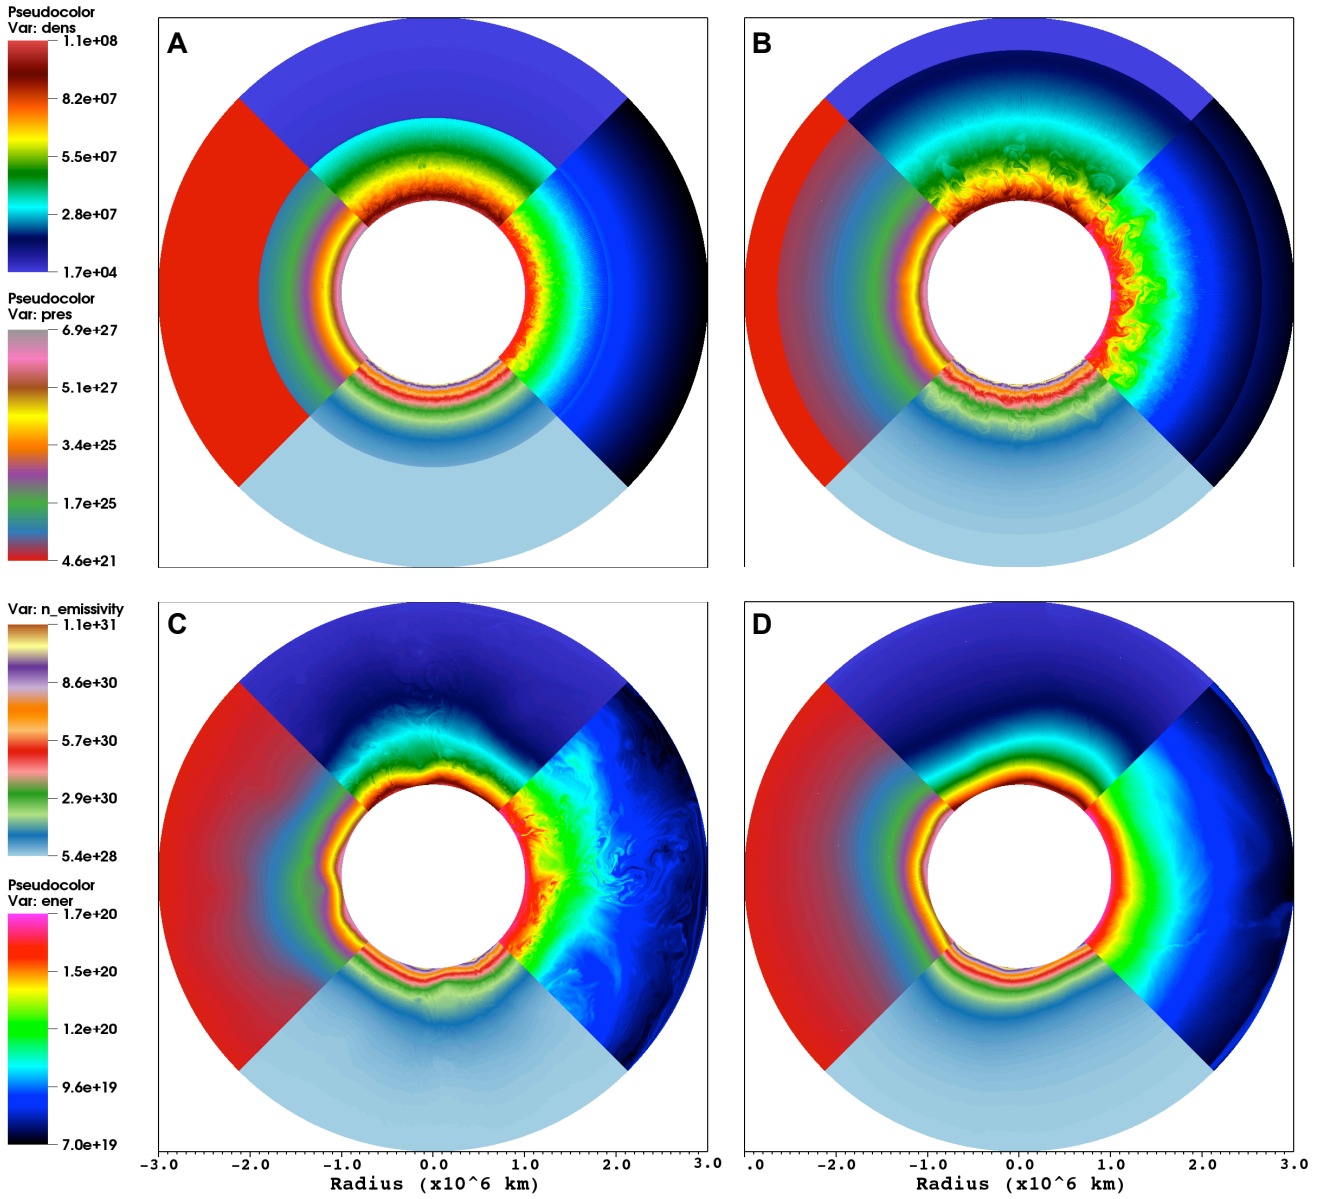 Pseudocolor
Var: dens
1.1e+08
8.2e+07
5.5e+07
2.8e+07
1.7e+04
Pseudocolor
Var: pres
6.9e+27
5.1e+27
3.4e+25
1.7e+25
4.6e+21
Var: n_emissivity
1.1e+31
8.6e+30
5.7e+30
2.9e+30
5.4e+28
Pseudocolor
Var: ener
1.7e+20
1.5e+20
1.2e+20
9.6e+19
7.0e+19
A
B
C
D
-3.0 -2.0 -1.0 0.0 1.0 2.0 3.0
Radius (x10^6 km)
.0 -2.0 -1.0 0.0 1.0 2.0 3.0
Radius (x10^6 km)